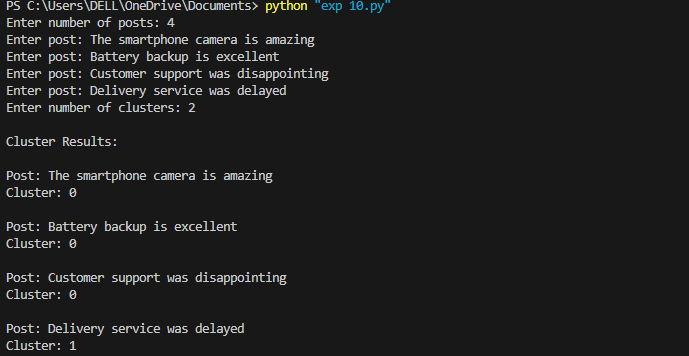 PS C:\Users\DELL\OneDrive\Documents> python "exp 10.py"
Enter number of posts: 4
Enter post: The smartphone camera is amazing
Enter post: Battery backup is excellent
Enter post: Customer support was disappointing
Enter post: Delivery service was delayed
Enter number of clusters: 2
Cluster Results:
Post: The smartphone camera is amazing
Cluster: 0
Post: Battery backup is excellent
Cluster: 0
Post: Customer support was disappointing
Cluster: 0
Post: Delivery service was delayed
Cluster: 1